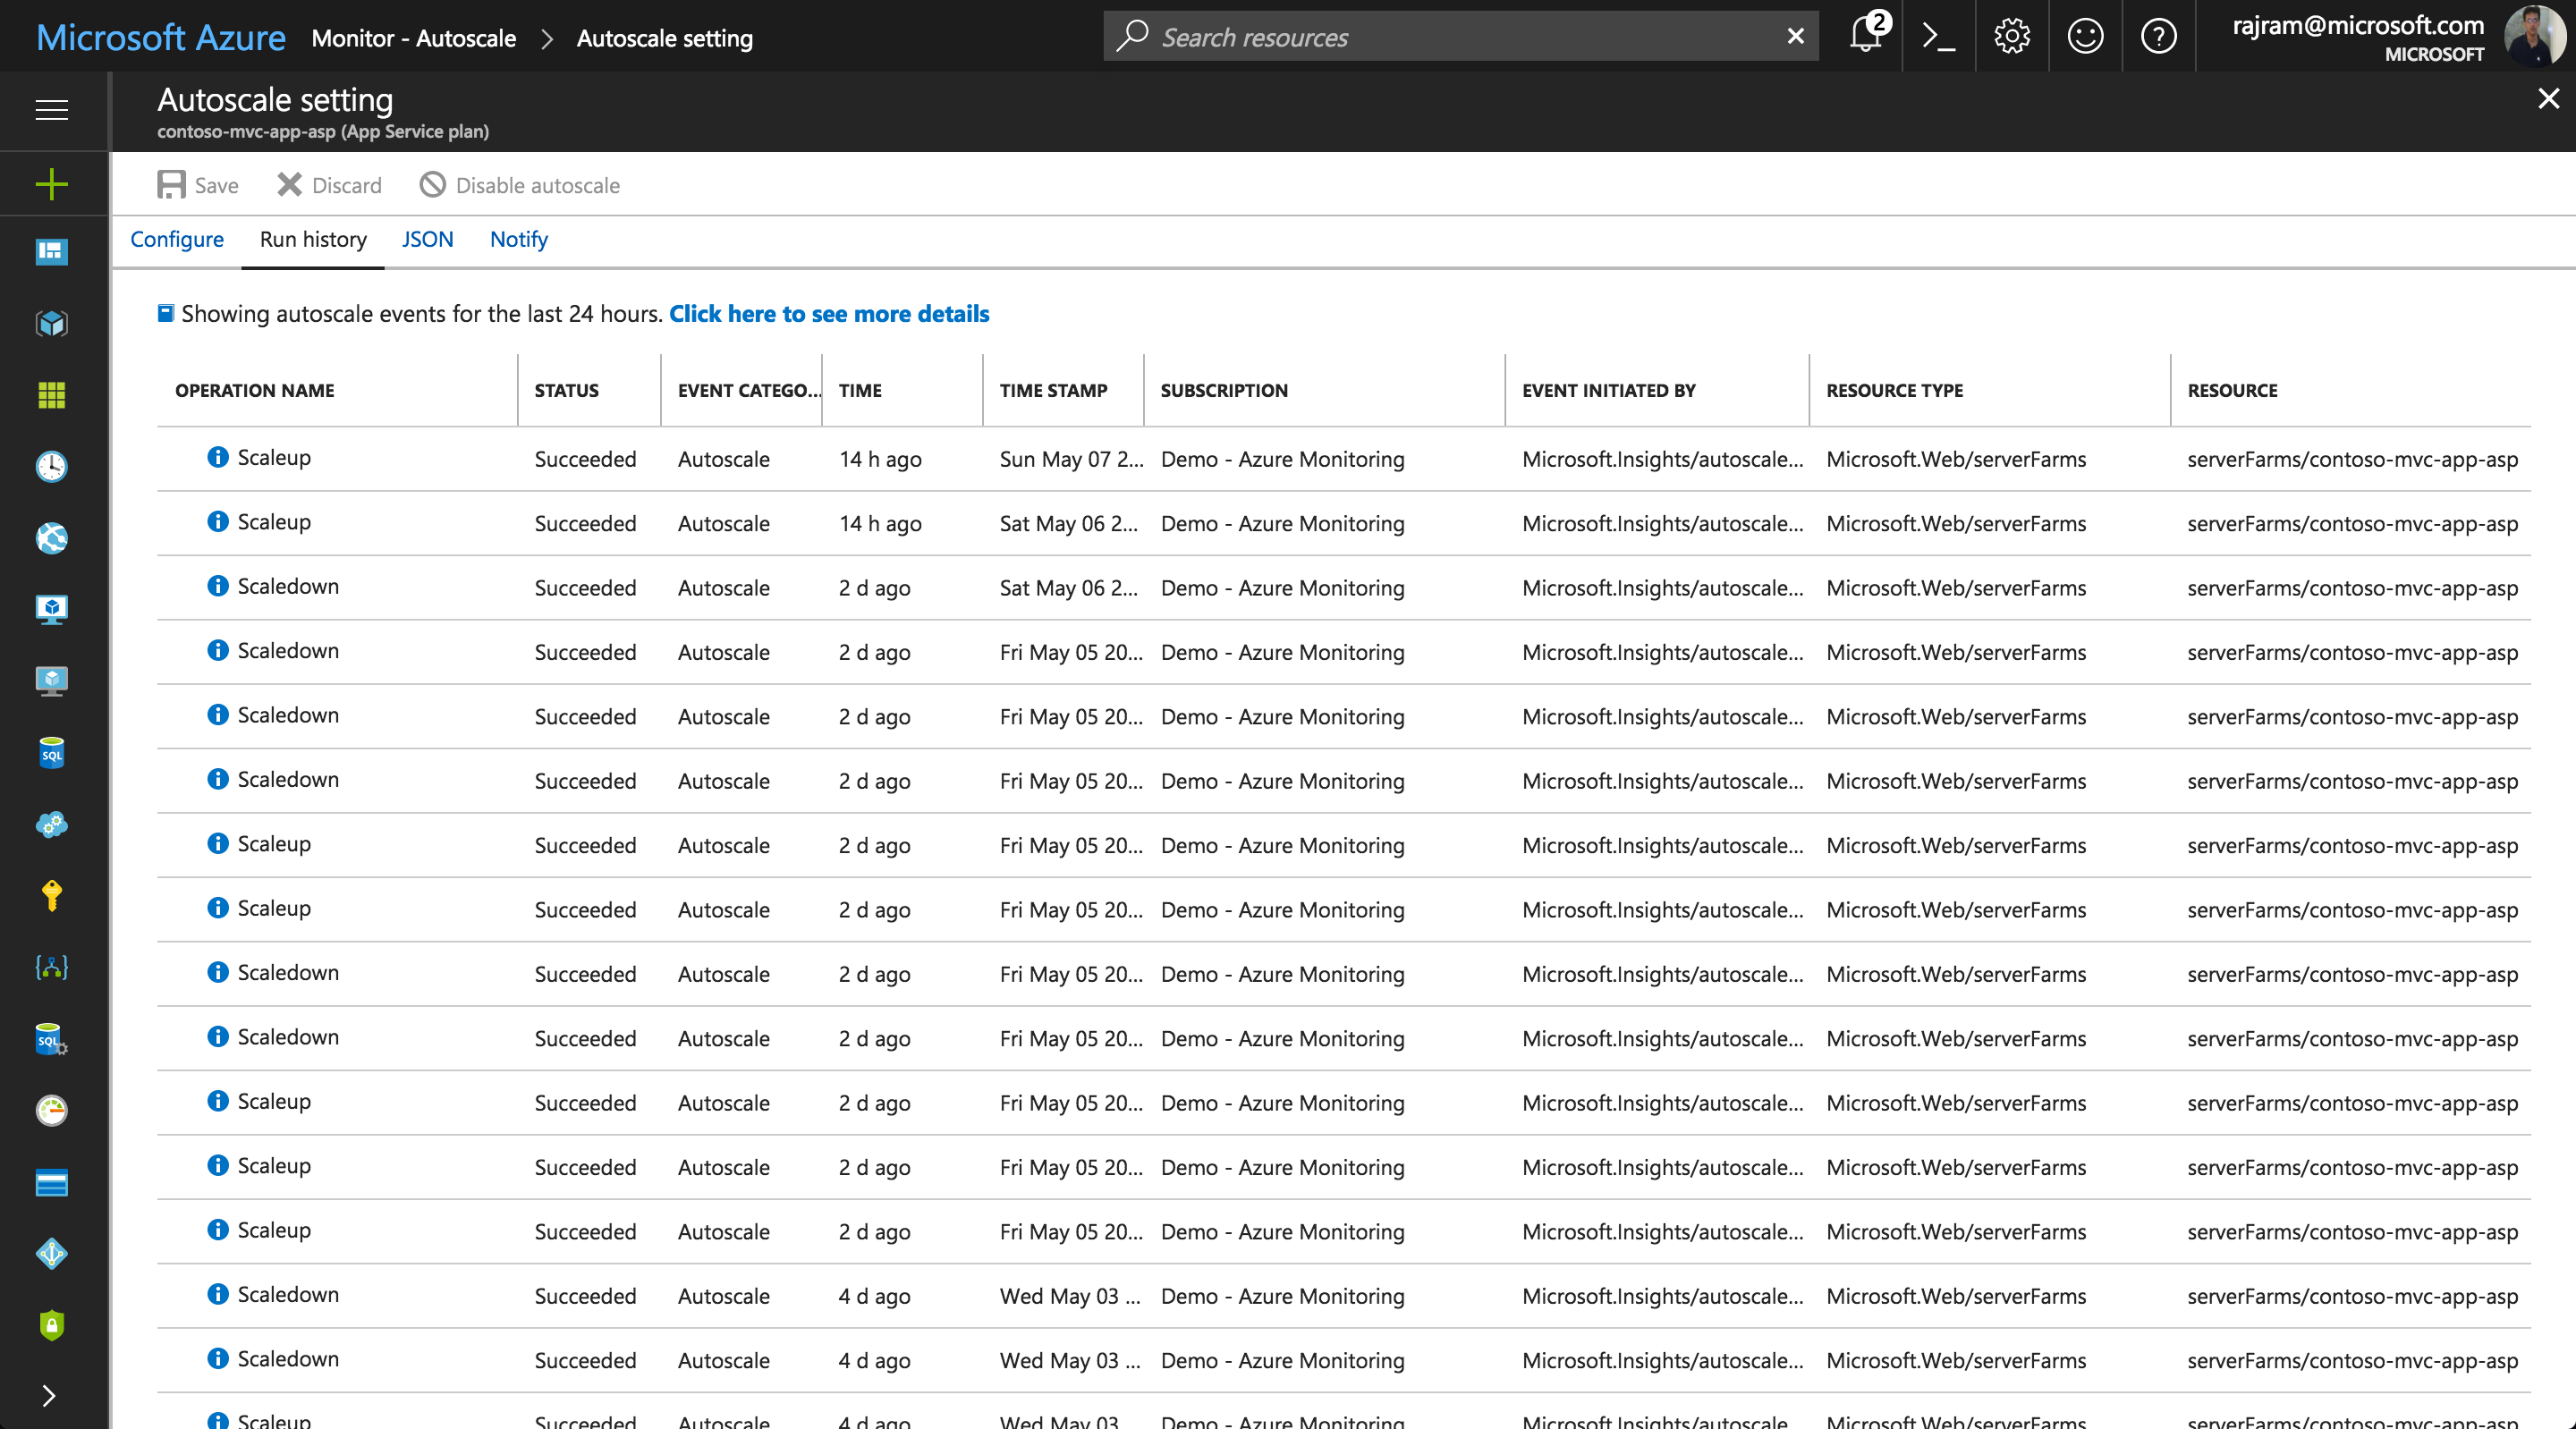 Microsoft Azure Monitor - Autoscale > Autoscale setting Search resources 2 rajram@microsoft.com
MICROSOFT
Autoscale setting
contoso-mvc-app-asp (App Service plan)
Save Discard Disable autoscale
Configure Run history JSON Notify
Showing autoscale events for the last 24 hours. Click here to see more details
OPERATION NAME STATUS EVENT CATEGO... TIME TIME STAMP SUBSCRIPTION EVENT INITIATED BY RESOURCE TYPE RESOURCE
Scaleup Succeeded Autoscale 14 h ago Sun May 07 2... Demo - Azure Monitoring Microsoft.Insights/autoscale... Microsoft.Web/serverFarms serverFarms/contoso-mvc-app-asp
Scaleup Succeeded Autoscale 14 h ago Sat May 06 2... Demo - Azure Monitoring Microsoft.Insights/autoscale... Microsoft.Web/serverFarms serverFarms/contoso-mvc-app-asp
Scaledown Succeeded Autoscale 2 d ago Sat May 06 2... Demo - Azure Monitoring Microsoft.Insights/autoscale... Microsoft.Web/serverFarms serverFarms/contoso-mvc-app-asp
Scaledown Succeeded Autoscale 2 d ago Fri May 05 20... Demo - Azure Monitoring Microsoft.Insights/autoscale... Microsoft.Web/serverFarms serverFarms/contoso-mvc-app-asp
Scaledown Succeeded Autoscale 2 d ago Fri May 05 20... Demo - Azure Monitoring Microsoft.Insights/autoscale... Microsoft.Web/serverFarms serverFarms/contoso-mvc-app-asp
SQL
Scaledown Succeeded Autoscale 2 d ago Fri May 05 20... Demo - Azure Monitoring Microsoft.Insights/autoscale... Microsoft.Web/serverFarms serverFarms/contoso-mvc-app-asp
Scaleup Succeeded Autoscale 2 d ago Fri May 05 20... Demo - Azure Monitoring Microsoft.Insights/autoscale... Microsoft.Web/serverFarms serverFarms/contoso-mvc-app-asp
Scaleup Succeeded Autoscale 2 d ago Fri May 05 20... Demo - Azure Monitoring Microsoft.Insights/autoscale... Microsoft.Web/serverFarms serverFarms/contoso-mvc-app-asp
Scaledown Succeeded Autoscale 2 d ago Fri May 05 20... Demo - Azure Monitoring Microsoft.Insights/autoscale... Microsoft.Web/serverFarms serverFarms/contoso-mvc-app-asp
SQL Scaledown Succeeded Autoscale 2 d ago Fri May 05 20... Demo - Azure Monitoring Microsoft.Insights/autoscale... Microsoft.Web/serverFarms serverFarms/contoso-mvc-app-asp
Scaleup Succeeded Autoscale 2 d ago Fri May 05 20... Demo - Azure Monitoring Microsoft.Insights/autoscale... Microsoft.Web/serverFarms serverFarms/contoso-mvc-app-asp
Scaleup Succeeded Autoscale 2 d ago Fri May 05 20... Demo - Azure Monitoring Microsoft.Insights/autoscale... Microsoft.Web/serverFarms serverFarms/contoso-mvc-app-asp
Scaleup Succeeded Autoscale 2 d ago Fri May 05 20... Demo - Azure Monitoring Microsoft.Insights/autoscale... Microsoft.Web/serverFarms serverFarms/contoso-mvc-app-asp
Scaledown Succeeded Autoscale 4 d ago Wed May 03 ... Demo - Azure Monitoring Microsoft.Insights/autoscale... Microsoft.Web/serverFarms serverFarms/contoso-mvc-app-asp
Scaledown Succeeded Autoscale 4 d ago Wed May 03 ... Demo - Azure Monitoring Microsoft.Insights/autoscale... Microsoft.Web/serverFarms serverFarms/contoso-mvc-app-asp
Scaleup Succeeded Autoscale 4 d ago Wed May 03 Demo - Azure Monitoring Microsoft.Insights/autoscale Microsoft.Web/serverFarms serverFarms/contoso-mvc-app-asp